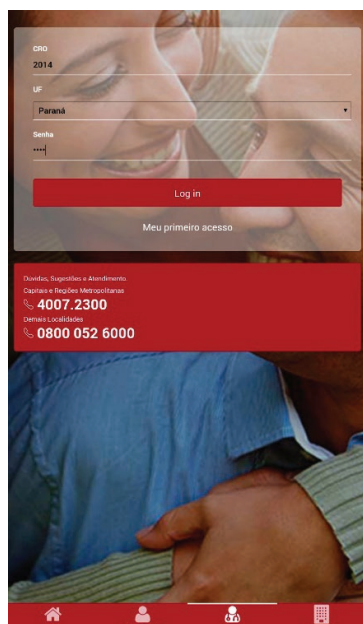 CRO
2014
UF
Paraná
Senha
••••
Log in
Meu primeiro acesso
Duvidas, Sugestões e Atendimento
Capitais e Regiões Metropolitanas
4007.2300
Demais Localidades
0800 052 6000